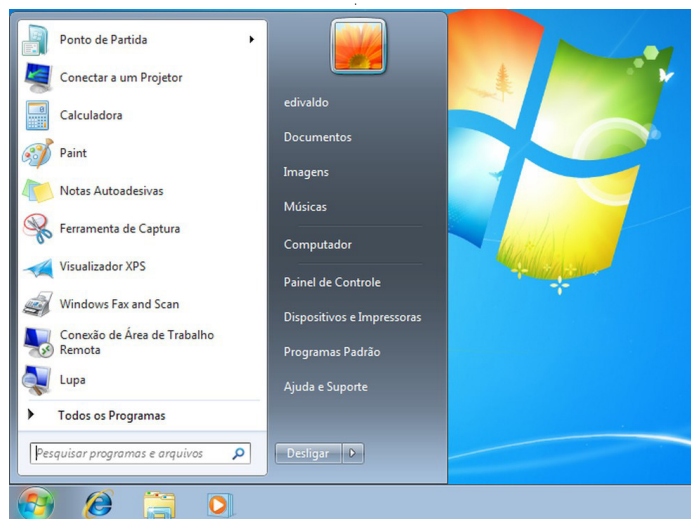 Ponto de Partida
Conectar a um Projetor
Calculadora
Paint
Notas Autoadesivas
Ferramenta de Captura
Visualizador XPS
Windows Fax and Scan
Conexão de Área de Trabalho
Remota
Lupa
Todos os Programas
Pesquisar programas e arquivos
edivaldo
Documentos
Imagens
Músicas
Computador
Painel de Controle
Dispositivos e Impressoras
Programas Padrão
Ajuda e Suporte
Desligar